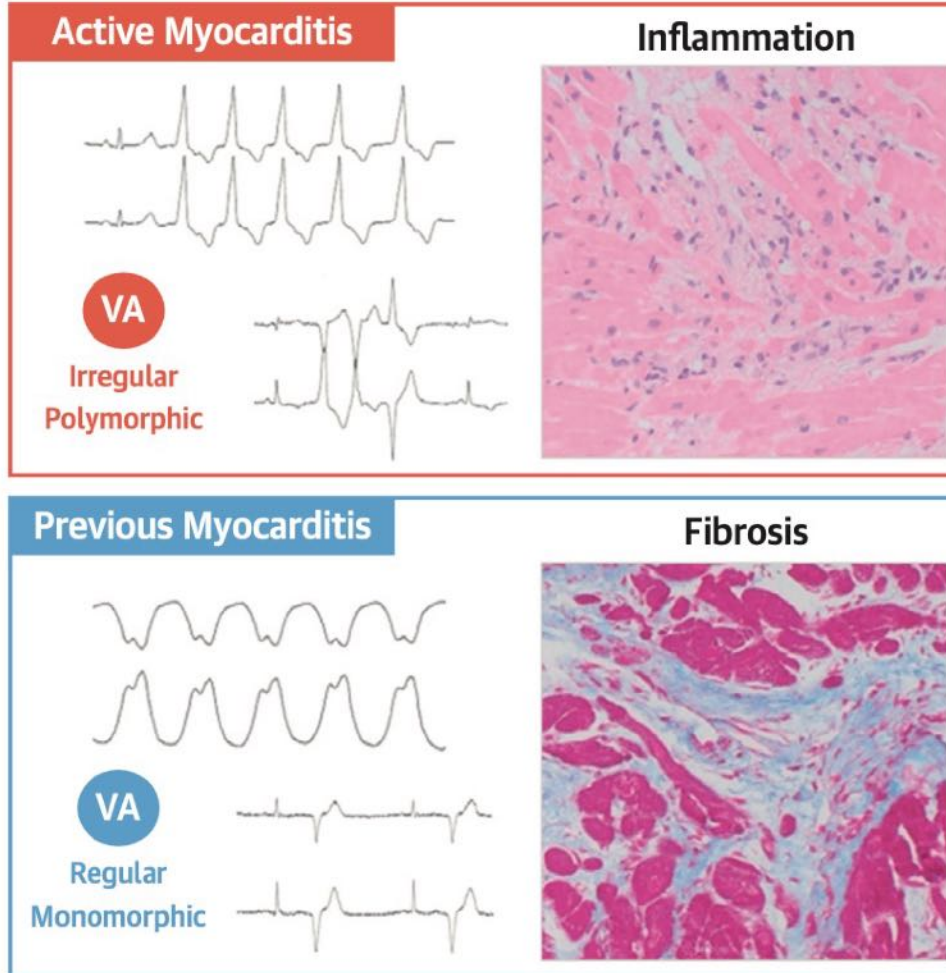 Active Myocarditis
Inflammation
VA
Irregular
Polymorphic
Previous Myocarditis
Fibrosis
VA
Regular
Monomorphic